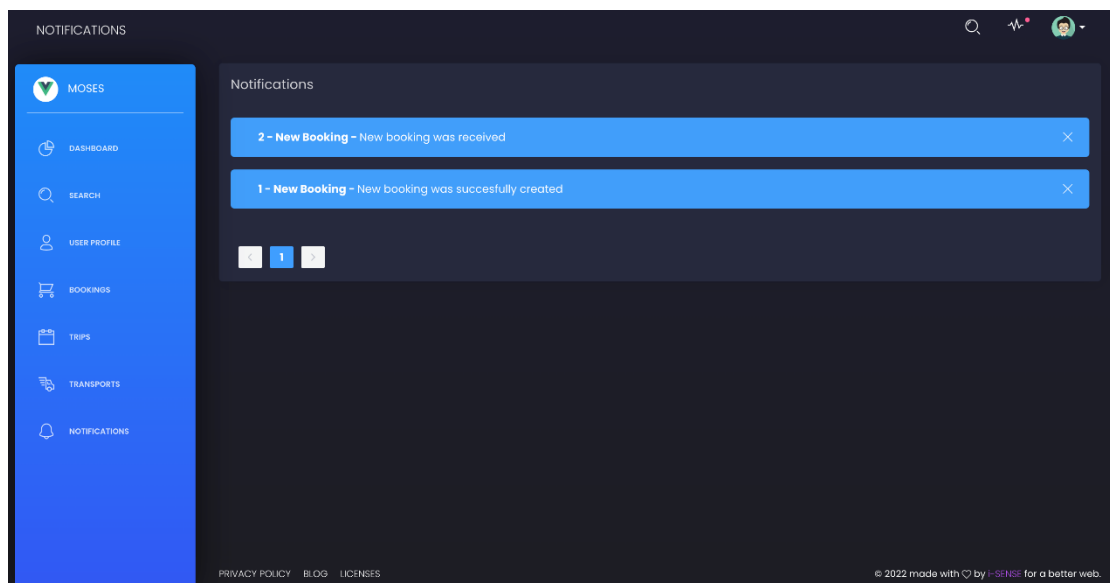 NOTIFICATIONS
MOSES
DASHBOARD
SEARCH
USER PROFILE
BOOKINGS
TRIPS
TRANSPORTS
NOTIFICATIONS
Notifications
2 - New Booking - New booking was received
1 - New Booking - New booking was succesfully created
1
PRIVACY POLICY BLOG LICENSES
© 2022 made with ♡ by i-SENSE for a better web.